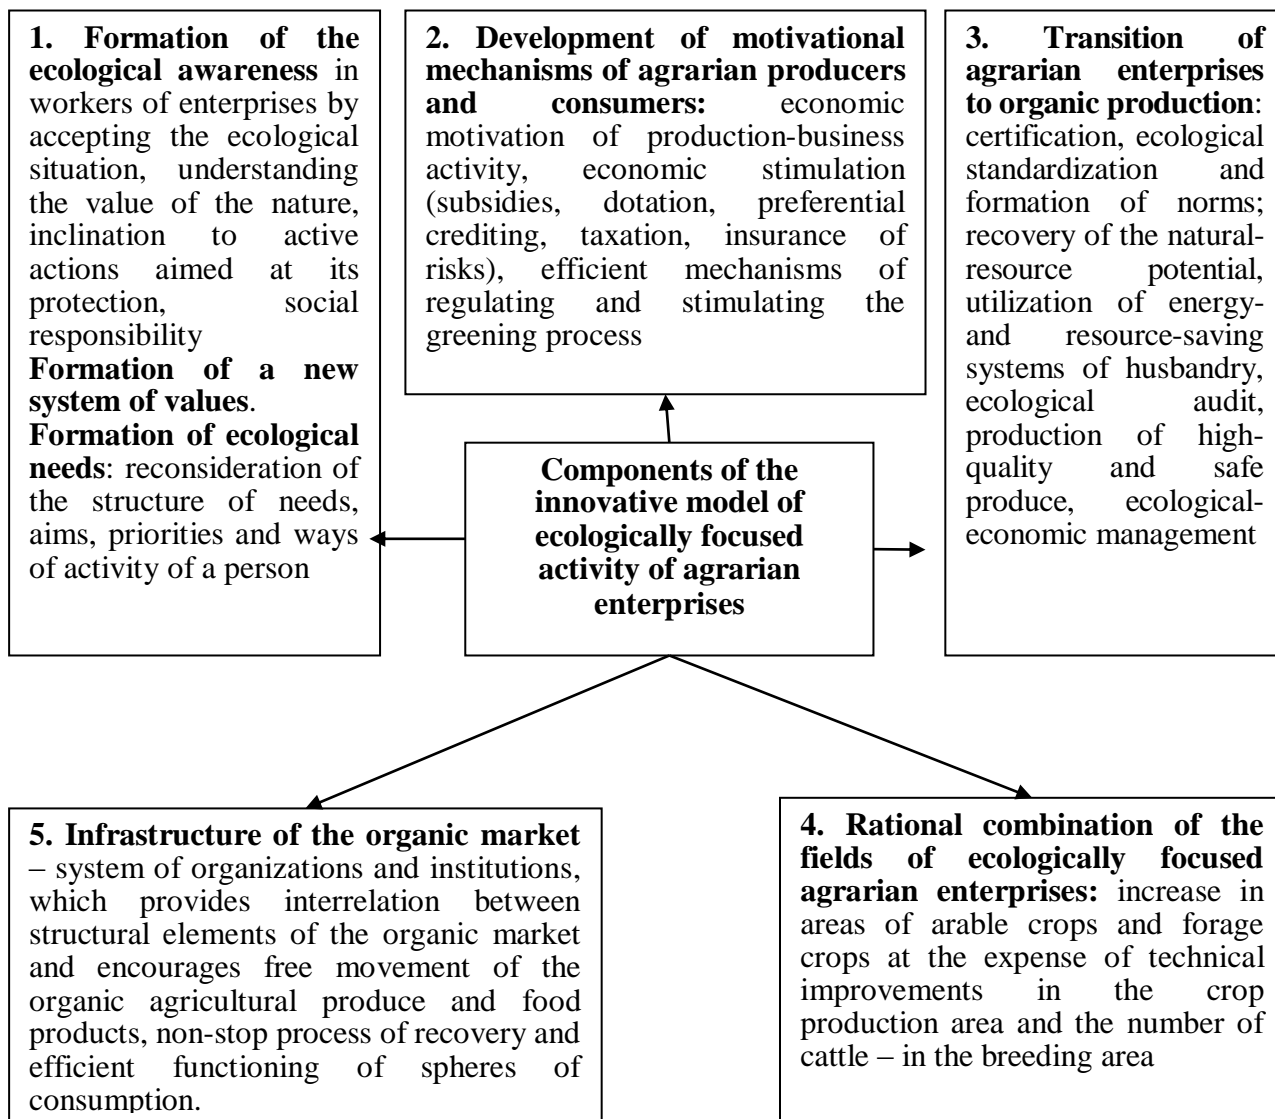 1. Formation of the
ecological awareness in
workers of enterprises by
accepting the ecological
situation, understanding
the value of the nature,
inclination to active
actions aimed at its
protection, social
responsibility
Formation of a new
system of values.
Formation of ecological
needs: reconsideration of
the structure of needs,
aims, priorities and ways
of activity of a person
2. Development of motivational
mechanisms of agrarian producers
and consumers: economic
motivation of production-business
activity, economic stimulation
(subsidies, dotation, preferential
crediting, taxation, insurance of
risks), efficient mechanisms of
regulating and stimulating the
greening process
3. Transition of
agrarian enterprises
to organic production:
certification, ecological
standardization and
formation of norms;
recovery of the natural-
resource potential,
utilization of energy-
and resource-saving
systems of husbandry,
ecological audit,
production of high-
quality and safe
produce, ecological-
economic management
Components of the
innovative model of
ecologically focused
activity of agrarian
enterprises
5. Infrastructure of the organic market
– system of organizations and institutions,
which provides interrelation between
structural elements of the organic market
and encourages free movement of the
organic agricultural produce and food
products, non-stop process of recovery and
efficient functioning of spheres of
consumption.
4. Rational combination of the
fields of ecologically focused
agrarian enterprises: increase in
areas of arable crops and forage
crops at the expense of technical
improvements in the crop
production area and the number of
cattle – in the breeding area